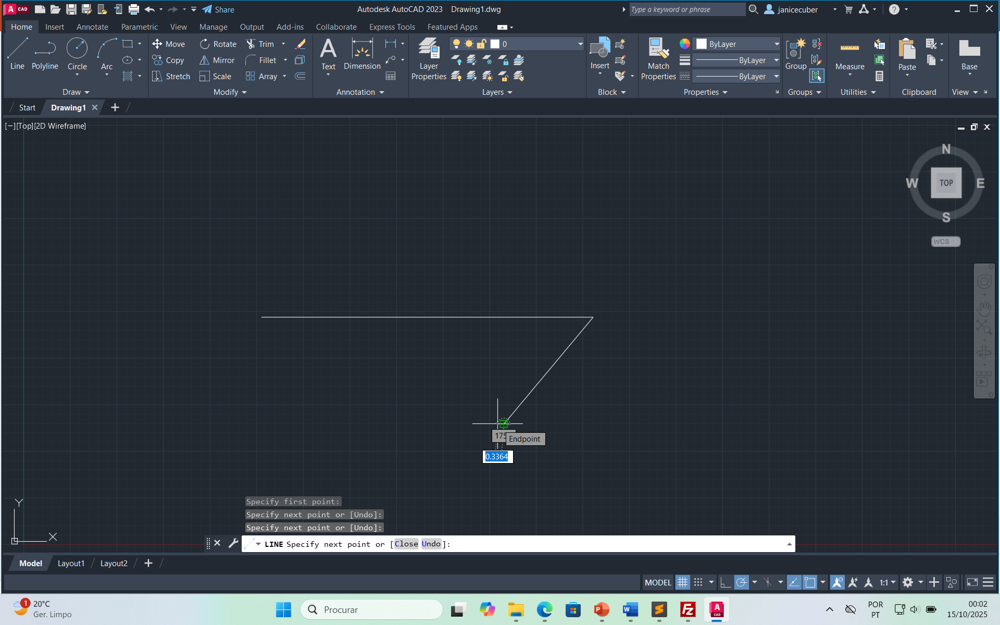 A CAD
Share
Autodesk AutoCAD 2023 Drawing1.dwg
Type a keyword or phrase
janicecuber
Home Insert Annotate Parametric View Manage Output Add-ins Collaborate Express Tools Featured Apps
Line Polyline Circle Arc
Draw
Move Rotate Trim
Copy Mirror Fillet
Stretch Scale Array
Modify
Text Dimension
Annotation
Layer Properties
0
Layers
Insert
Block
Match Properties
ByLayer
ByLayer
ByLayer
Properties
Group
Groups
Measure
Utilities
Paste
Clipboard
Base
View
Start Drawing1
[−][Top][2D Wireframe]
N
W TOP E
S
WCS
175
Endpoint
0.3364
Y
X
Specify first point:
Specify next point or [Undo]:
Specify next point or [Undo]:
LINE Specify next point or [Close Undo]:
Model Layout1 Layout2
MODEL 1:1
1
20°C
Ger. Limpo
Procurar
POR
PT
00:02
15/10/2025